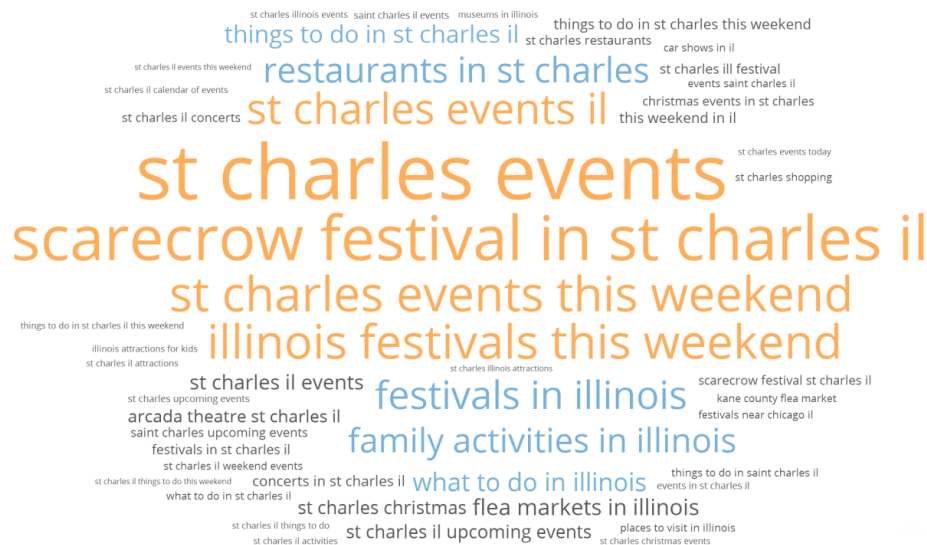 st charles illinois events saint charles il events museums in illinois
things to do in st charles il things to do in st charles this weekend
st charles restaurants
car shows in il
st charles il events this weekend restaurants in st charles st charles ill festival
events saint charles il
st charles il calendar of events
st charles events il christmas events in st charles
st charles il concerts this weekend in il
st charles events st charles events today
st charles shopping
scarecrow festival in st charles il
st charles events this weekend
things to do in st charles il this weekend
illinois festivals this weekend
illinois attractions for kids
st charles il attractions
st charles illinois attractions
st charles il events festivals in illinois scarecrow festival st charles il
st charles upcoming events kane county flea market
arcada theatre st charles il festivals near chicago il
saint charles upcoming events family activities in illinois
festivals in st charles il
st charles il weekend events
things to do in saint charles il
st charles il things to do this weekend concerts in st charles il what to do in illinois events in st charles il
what to do in st charles il
st charles christmas flea markets in illinois
st charles il things to do st charles il upcoming events places to visit in illinois
st charles il activities st charles christmas events